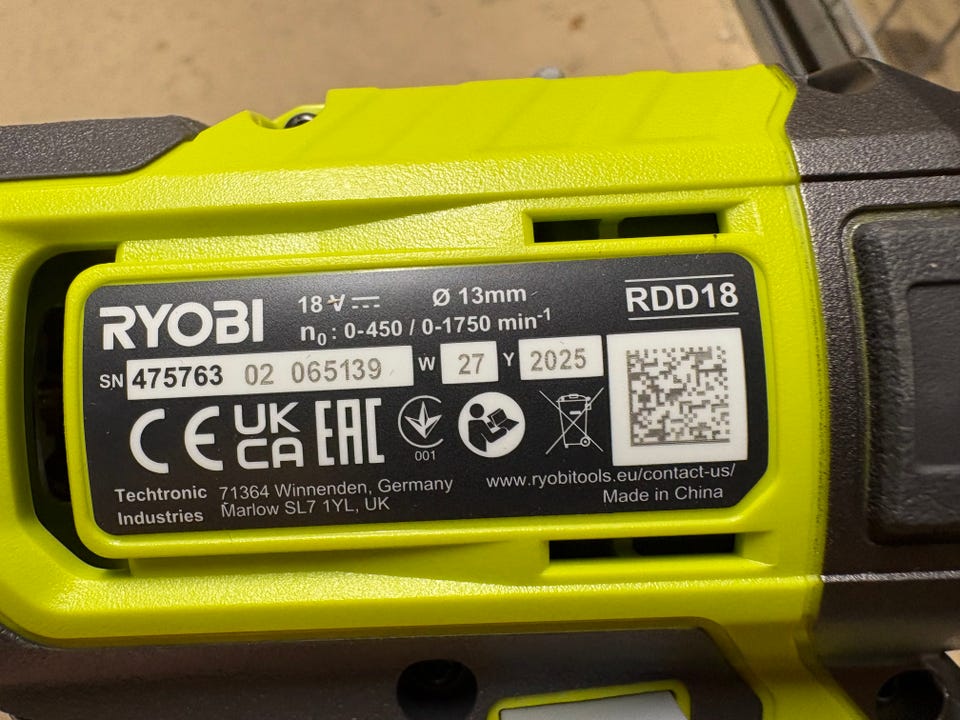 RYOBI
18 V ⎓ Ø 13mm
n₀ : 0-450 / 0-1750 min⁻¹
RDD18
SN 475763 02 065139 W 27 Y 2025
CE UK CA EAC
001
Techtronic Industries
71364 Winnenden, Germany
Marlow SL7 1YL, UK
www.ryobitools.eu/contact-us/
Made in China